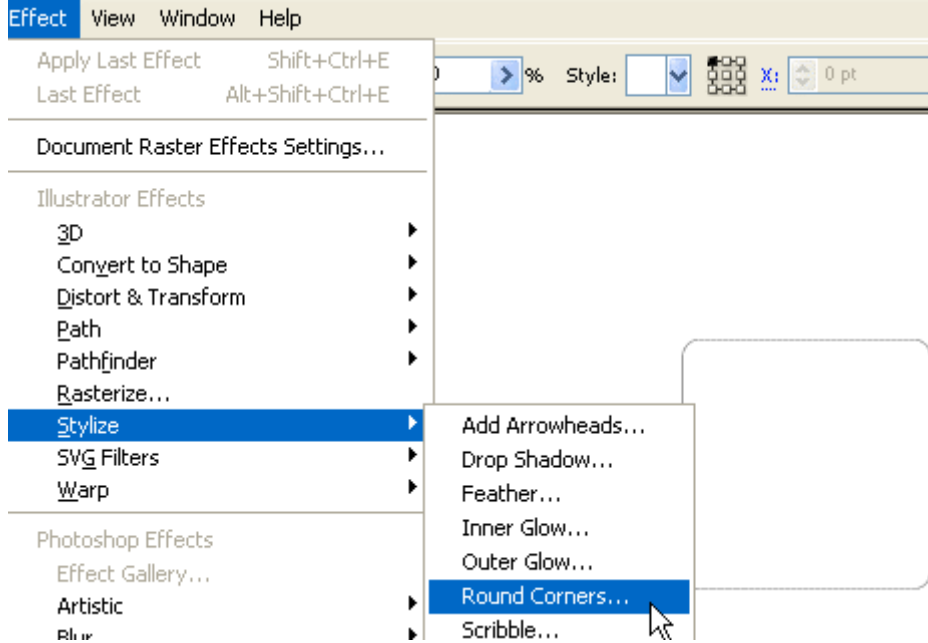 Effect View Window Help
Apply Last Effect Shift+Ctrl+E
% Style: X: 0 pt
Last Effect Alt+Shift+Ctrl+E
Document Raster Effects Settings...
Illustrator Effects
3D
Convert to Shape
Distort & Transform
Path
Pathfinder
Rasterize...
Stylize
Add Arrowheads...
SVG Filters
Drop Shadow...
Warp
Feather...
Inner Glow...
Photoshop Effects
Outer Glow...
Effect Gallery...
Round Corners...
Artistic
Scribble...
Blur